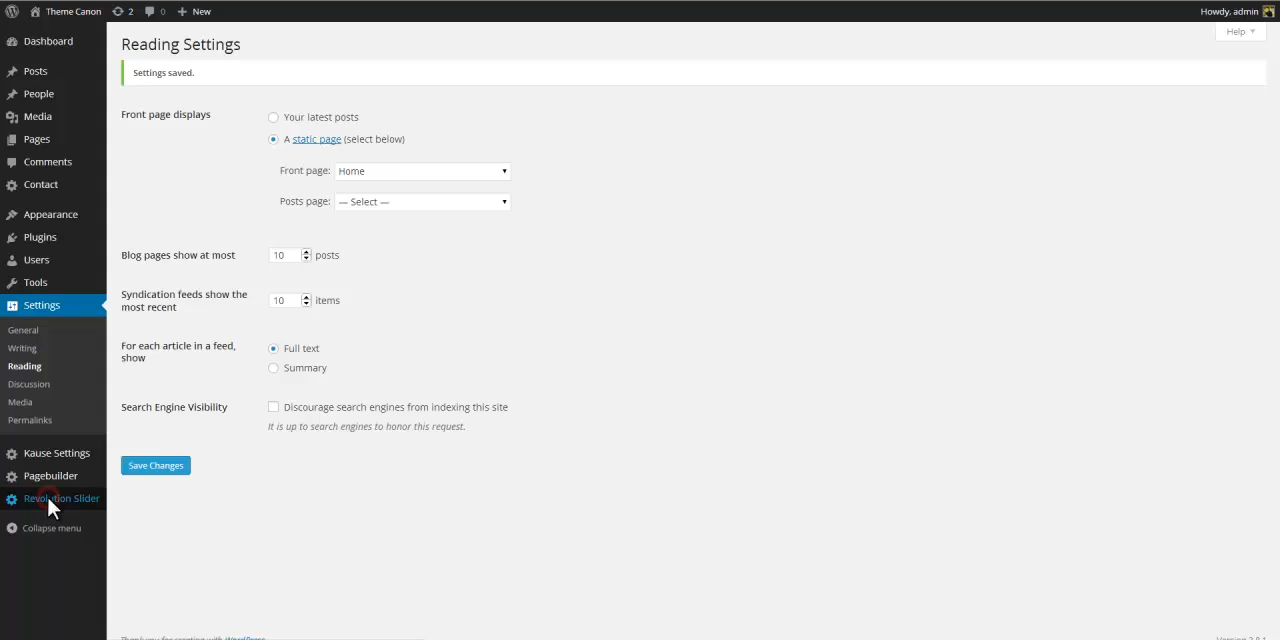 Theme Canon 2 0 New Howdy, admin
Help
Dashboard
Posts
People
Media
Pages
Comments
Contact
Appearance
Plugins
Users
Tools
Settings
General
Writing
Reading
Discussion
Media
Permalinks
Kause Settings
Pagebuilder
Revolution Slider
Collapse menu
Reading Settings
Settings saved.
Front page displays
Your latest posts
A static page (select below)
Front page: Home
Posts page: — Select —
Blog pages show at most 10 posts
Syndication feeds show the
most recent
10 items
For each article in a feed,
show
Full text
Summary
Search Engine Visibility
Discourage search engines from indexing this site
It is up to search engines to honor this request.
Save Changes
Thank you for creating with WordPress
Version 3.8.1